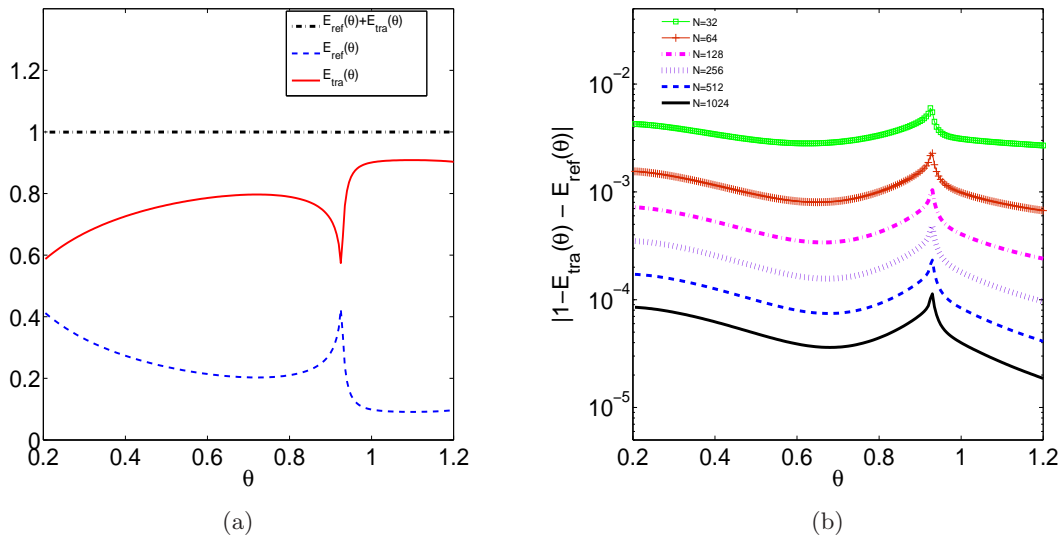 E_ref(θ)+E_tra(θ)
E_ref(θ)
E_tra(θ)
1
0.8
0.6
0.4
0.2
0
0.2 0.4 0.6 0.8 1 1.2
θ
(a)
N=32
N=64
N=128
N=256
N=512
N=1024
|1−E_tra(θ) − E_ref(θ)|
10^−2
10^−3
10^−4
10^−5
0.2 0.4 0.6 0.8 1 1.2
θ
(b)